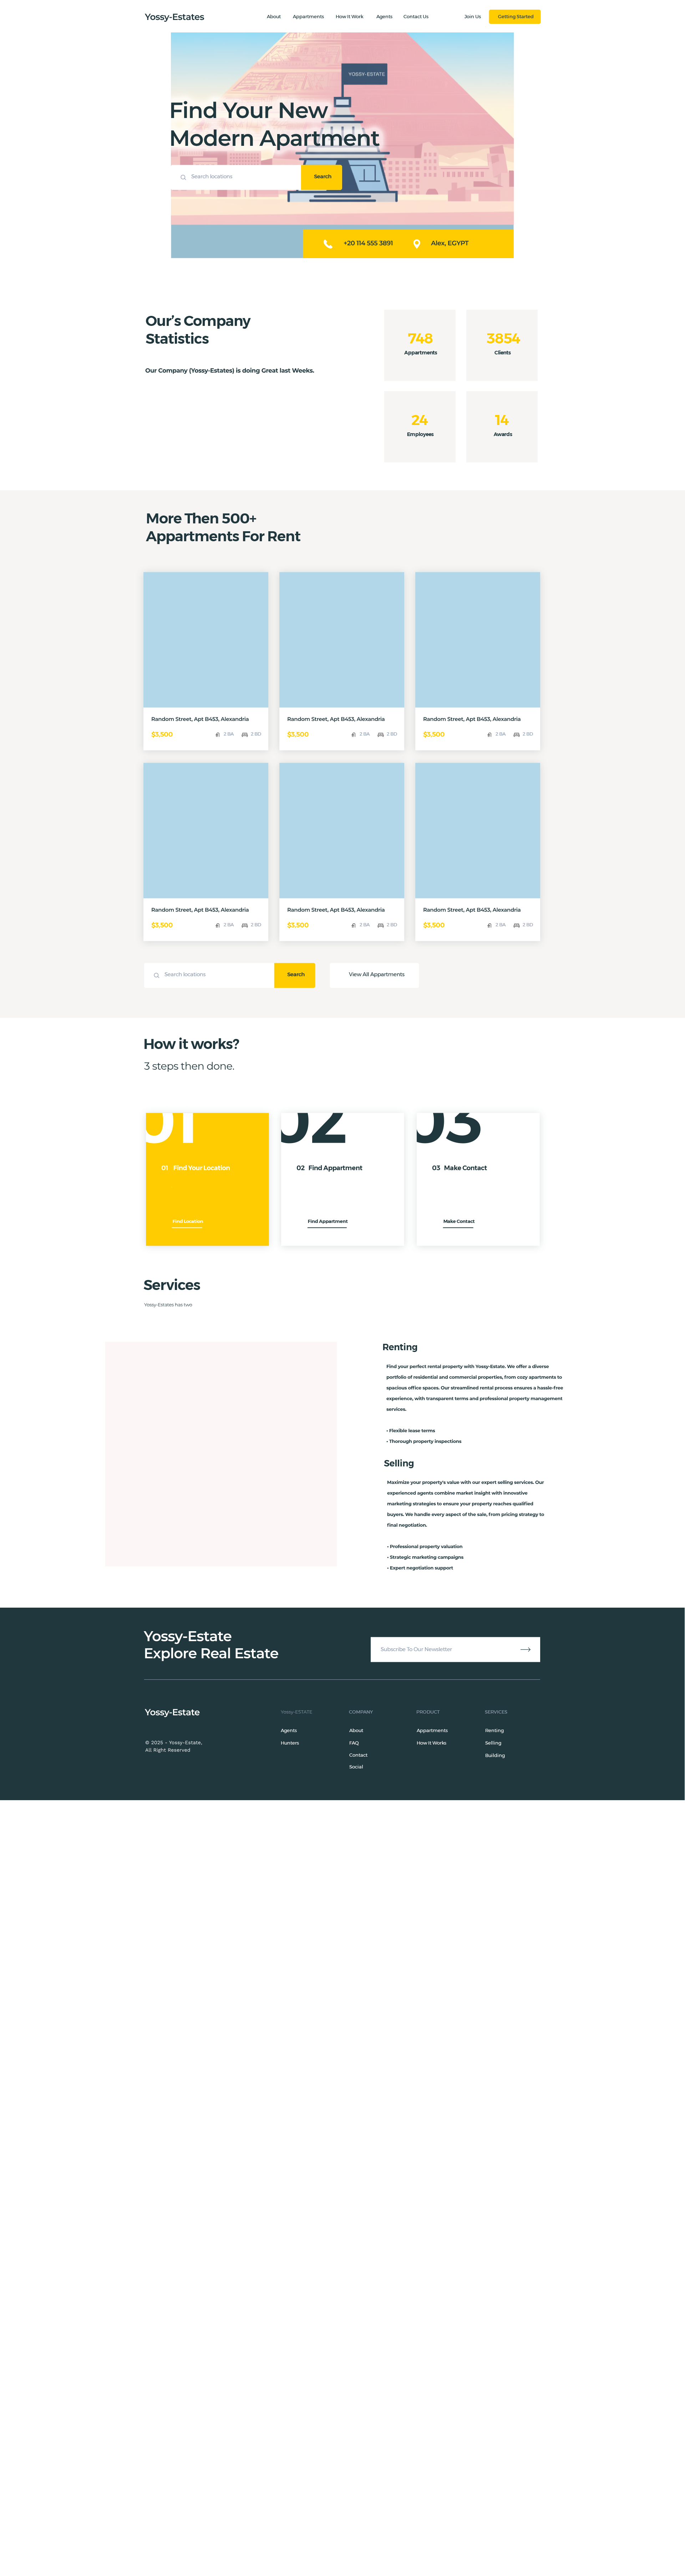 Yossy-Estates
About Appartments How It Work Agents Contact Us Join Us Getting Started
YOSSY-ESTATE
Find Your New
Modern Apartment
Search locations Search
+20 114 555 3891 Alex, EGYPT
Our's Company
Statistics
Our Company (Yossy-Estates) is doing Great last Weeks.
748 3854
Appartments Clients
24 14
Employees Awards
More Then 500+
Appartments For Rent
Random Street, Apt B453, Alexandria Random Street, Apt B453, Alexandria Random Street, Apt B453, Alexandria
$3.500 2 BA 2 BD $3.500 2 BA 2 BD $3.500 2 BA 2 BD
Random Street, Apt B453, Alexandria Random Street, Apt B453, Alexandria Random Street, Apt B453, Alexandria
$3.500 2 BA 2 BD $3.500 2 BA 2 BD $3.500 2 BA 2 BD
Search locations Search View All Appartments
How it works?
3 steps then done.
01 02 03
01 Find Your Location 02 Find Appartment 03 Make Contact
Find Location Find Appartment Make Contact
Services
Yossy-Estates has two
Renting
Find your perfect rental property with Yossy-Estate. We offer a diverse
portfolio of residential and commercial properties, from cozy apartments to
spacious office spaces. Our streamlined rental process ensures a hassle-free
experience, with transparent terms and professional property management
services.
• Flexible lease terms
• Thorough property inspections
Selling
Maximize your property's value with our expert selling services. Our
experienced agents combine market insight with innovative
marketing strategies to ensure your property reaches qualified
buyers. We handle every aspect of the sale, from pricing strategy to
final negotiation.
• Professional property valuation
• Strategic marketing campaigns
• Expert negotiation support
Yossy-Estate
Explore Real Estate
Subscribe To Our Newsletter
Yossy-Estate
© 2025 - Yossy-Estate,
All Right Reserved
Yossy-ESTATE COMPANY PRODUCT SERVICES
Agents About Appartments Renting
Hunters FAQ How It Works Selling
Contact Building
Social